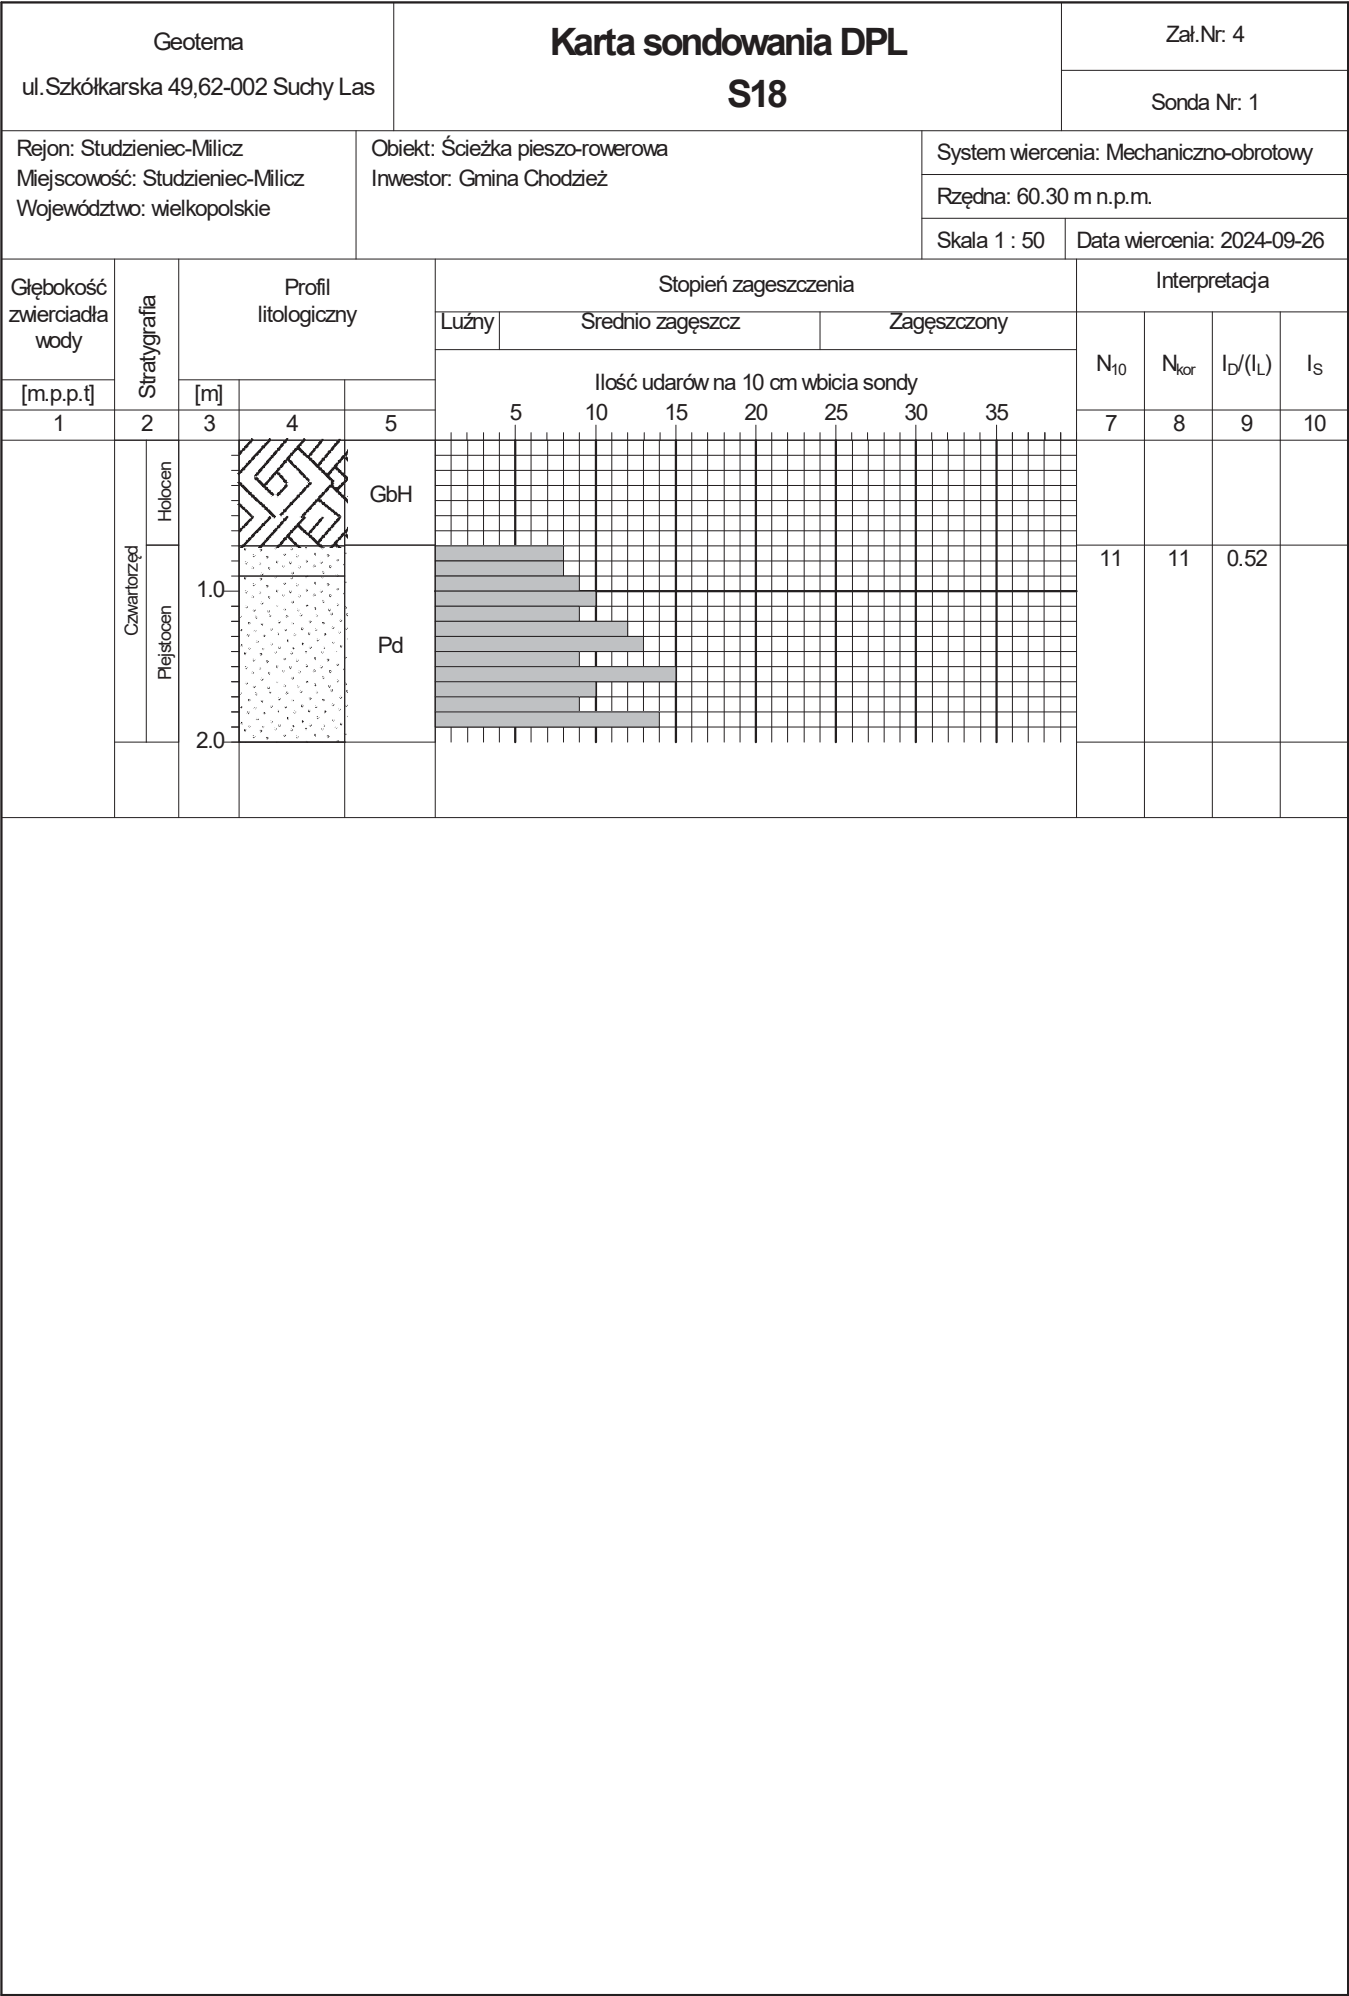 Geotema
ul.Szkółkarska 49,62-002 Suchy Las
Karta sondowania DPL
S18
Zał.Nr: 4
Sonda Nr: 1
Rejon: Studzieniec-Milicz
Miejscowość: Studzieniec-Milicz
Województwo: wielkopolskie
Obiekt: Ścieżka pieszo-rowerowa
Inwestor: Gmina Chodzież
System wiercenia: Mechaniczno-obrotowy
Rzędna: 60.30 m n.p.m.
Skala 1 : 50
Data wiercenia: 2024-09-26
Głębokość
zwierciadła
wody
[m.p.p.t]
Stratygrafia
Profil
litologiczny
[m]
Stopień zageszczenia
Luźny
Srednio zagęszcz
Zagęszczony
Ilość udarów na 10 cm wbicia sondy
5 10 15 20 25 30 35
Interpretacja
N10
Nkor
ID/(IL)
IS
1 2 3 4 5 7 8 9 10
Czwartorzęd
Holocen
Plejstocen
1.0
2.0
GbH
Pd
11 11 0.52